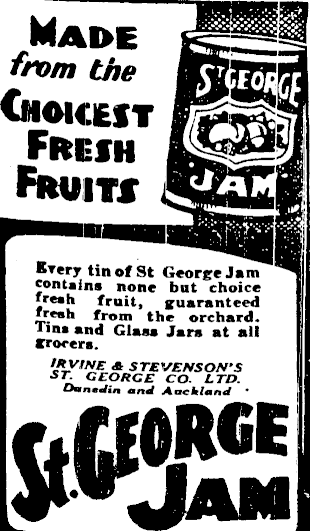 MADE
from the
CHOICEST
FRESH
FRUITS
ST GEORGE
JAM
Every tin of St George Jam
contains none but choice
fresh fruit, guaranteed
fresh from the orchard.
Tins and Glass Jars at all
grocers.
IRVINE & STEVENSON'S
ST. GEORGE CO. LTD.
Dunedin and Auckland
St. GEORGE
JAM